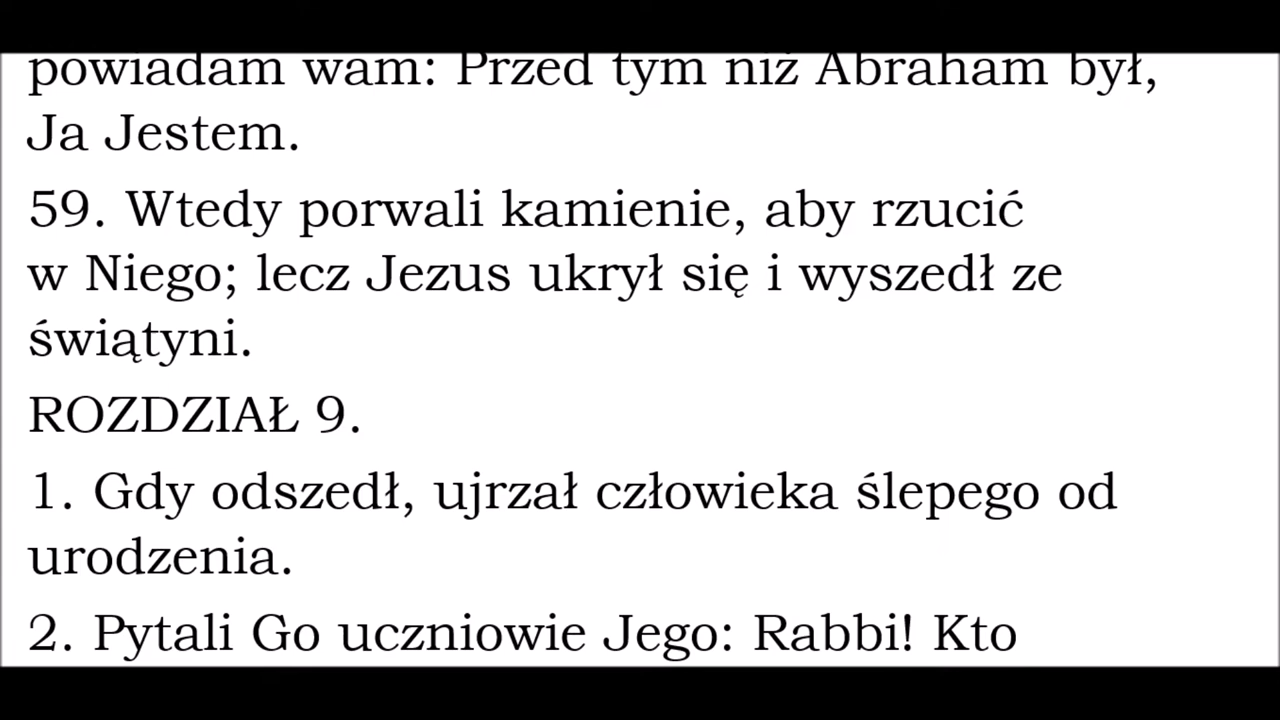 powiadam wam: Przed tym niż Abraham był,
Ja Jestem.
59. Wtedy porwali kamienie, aby rzucić
w Niego; lecz Jezus ukrył się i wyszedł ze
świątyni.
ROZDZIAŁ 9.
1. Gdy odszedł, ujrzał człowieka ślepego od
urodzenia.
2. Pytali Go uczniowie Jego: Rabbi! Kto